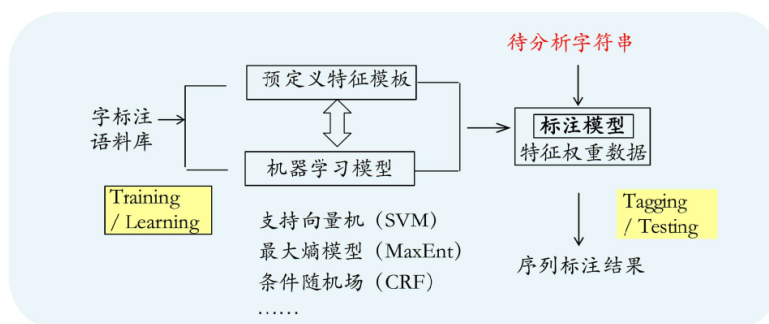 待分析字符串
预定义特征模板
字标注
语料库
标注模型
特征权重数据
机器学习模型
Training
/ Learning
支持向量机（SVM）
最大熵模型（MaxEnt）
条件随机场（CRF）
……
Tagging
/ Testing
序列标注结果